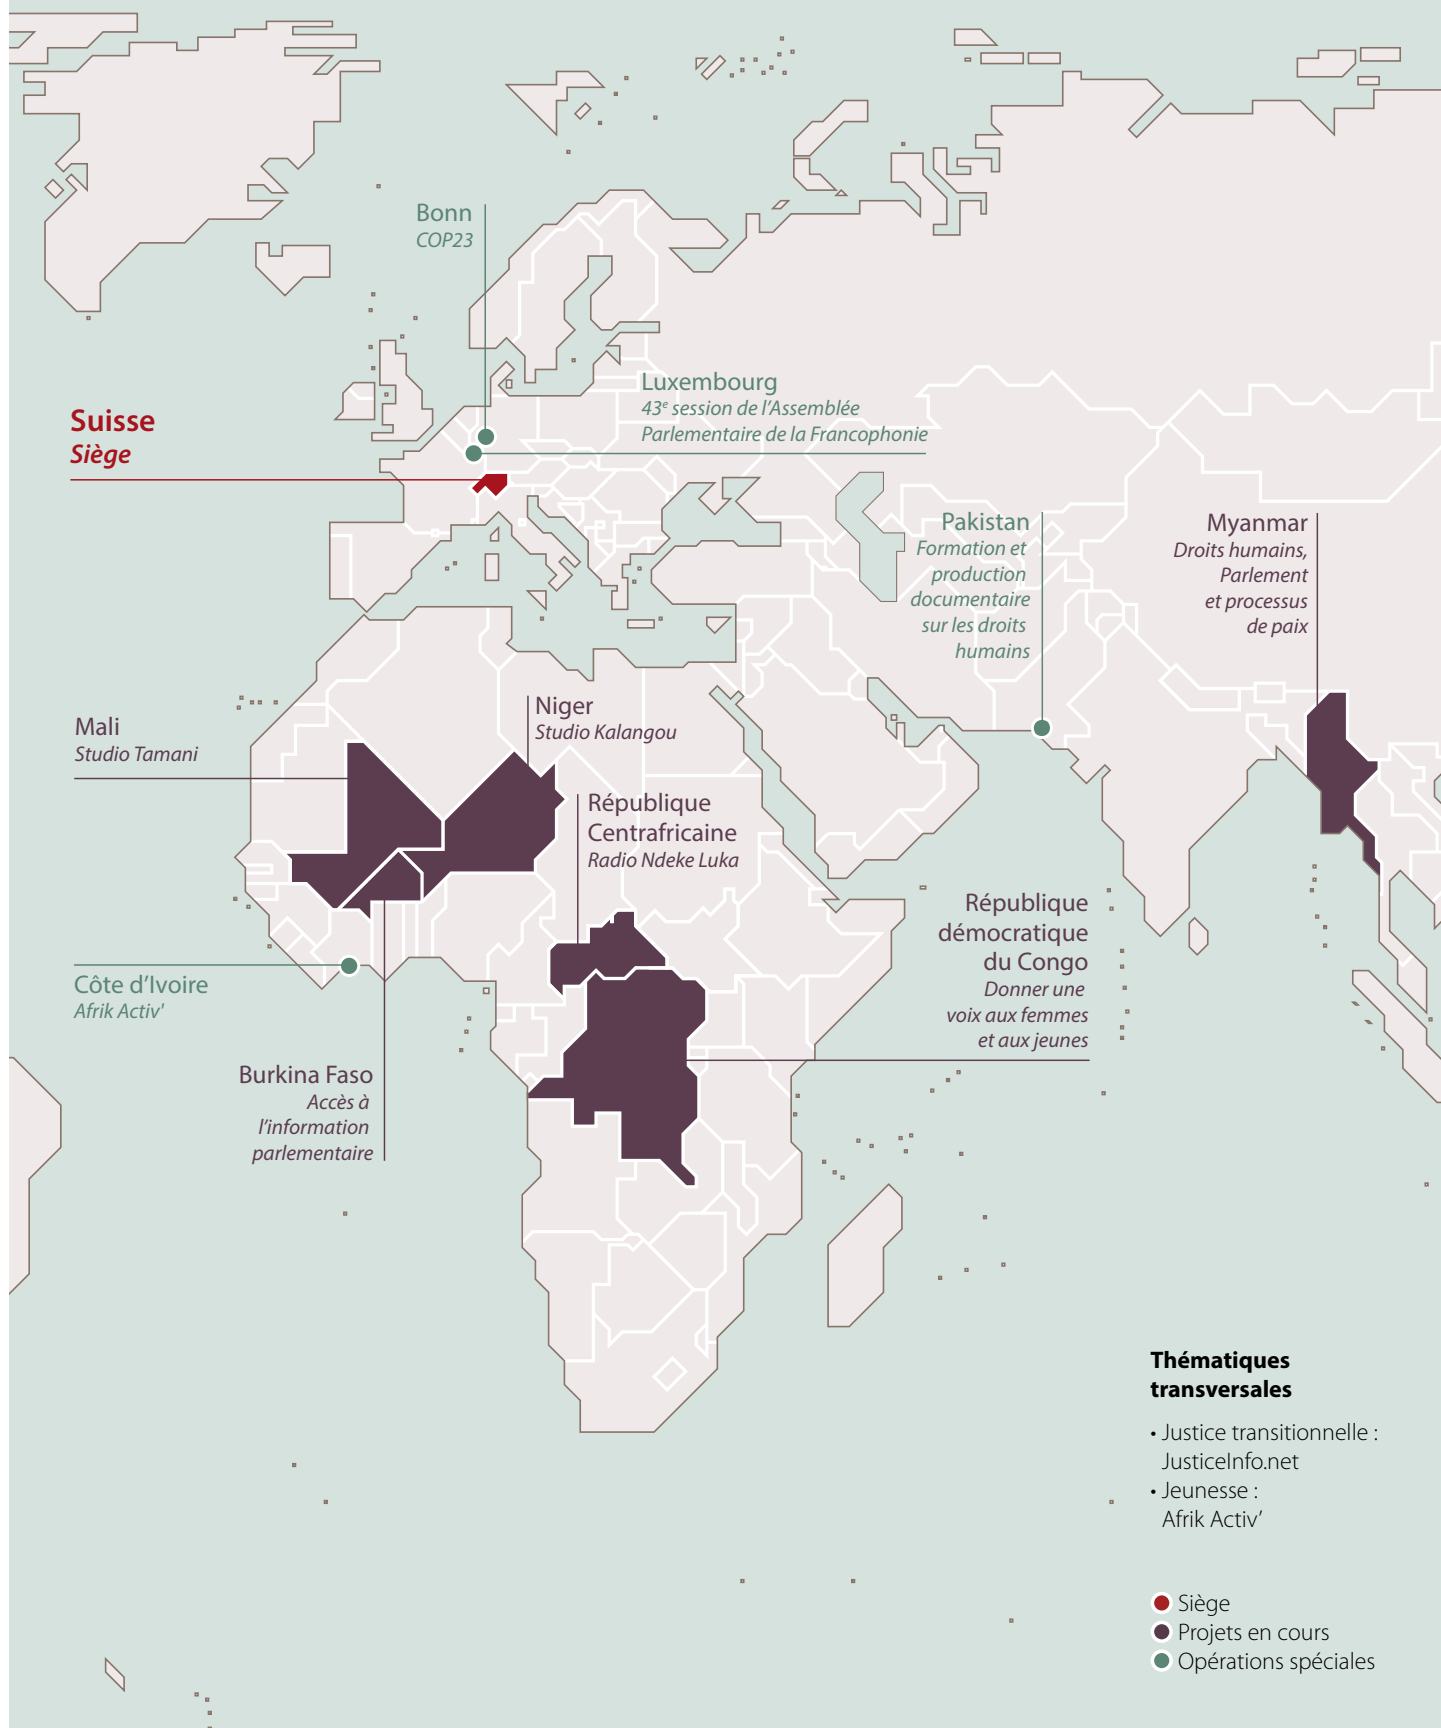 Bonn
COP23
Luxembourg
43e session de l’Assemblée
Parlementaire de la Francophonie
Suisse
Siège
Pakistan
Formation et
production
documentaire
sur les droits
humains
Myanmar
Droits humains,
Parlement
et processus
de paix
Niger
Studio Kalangou
Mali
Studio Tamani
République
Centrafricaine
Radio Ndeke Luka
République
démocratique
du Congo
Donner une
voix aux femmes
et aux jeunes
Côte d’Ivoire
Afrik Activ'
Burkina Faso
Accès à
l’information
parlementaire
Thématiques
transversales
• Justice transitionnelle :
JusticeInfo.net
• Jeunesse :
Afrik Activ’
Siège
Projets en cours
Opérations spéciales